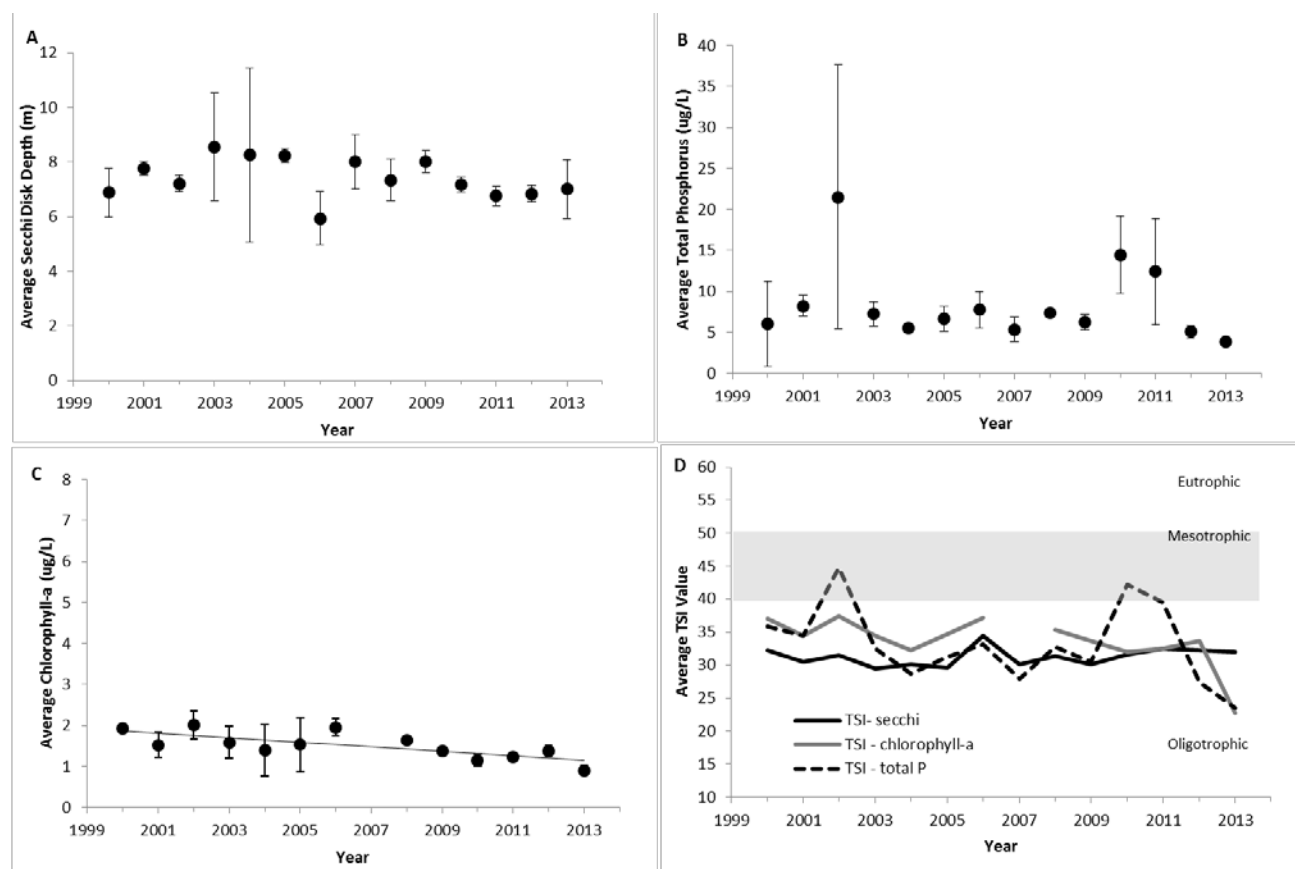 A
Average Secchi Disk Depth (m)
12
10
8
6
4
2
0
1999 2001 2003 2005 2007 2009 2011 2013
Year
B
Average Total Phosphorus (ug/L)
40
35
30
25
20
15
10
5
0
1999 2001 2003 2005 2007 2009 2011 2013
Year
C
Average Chlorophyll-a (ug/L)
8
7
6
5
4
3
2
1
0
1999 2001 2003 2005 2007 2009 2011 2013
Year
D
Average TSI Value
60
55
50
45
40
35
30
25
20
15
10
Eutrophic
Mesotrophic
Oligotrophic
TSI- secchi
TSI - chlorophyll-a
TSI - total P
1999 2001 2003 2005 2007 2009 2011 2013
Year